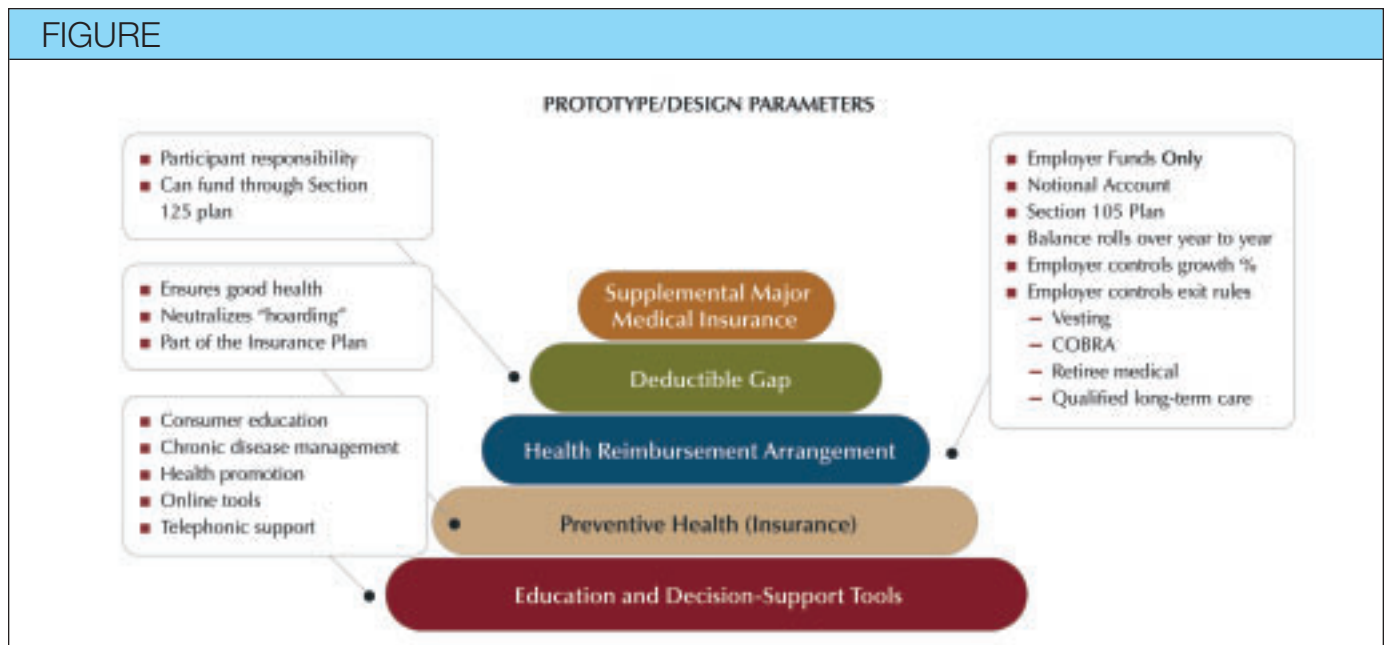 FIGURE
PROTOTYPE/DESIGN PARAMETERS
Participant responsibility
Can fund through Section
125 plan
Ensures good health
Neutralizes “hoarding”
Part of the Insurance Plan
Consumer education
Chronic disease management
Health promotion
Online tools
Telephonic support
Supplemental Major
Medical Insurance
Deductible Gap
Health Reimbursement Arrangement
Preventive Health (Insurance)
Education and Decision-Support Tools
Employer Funds Only
Notional Account
Section 105 Plan
Balance rolls over year to year
Employer controls growth %
Employer controls exit rules
– Vesting
– COBRA
– Retiree medical
– Qualified long-term care